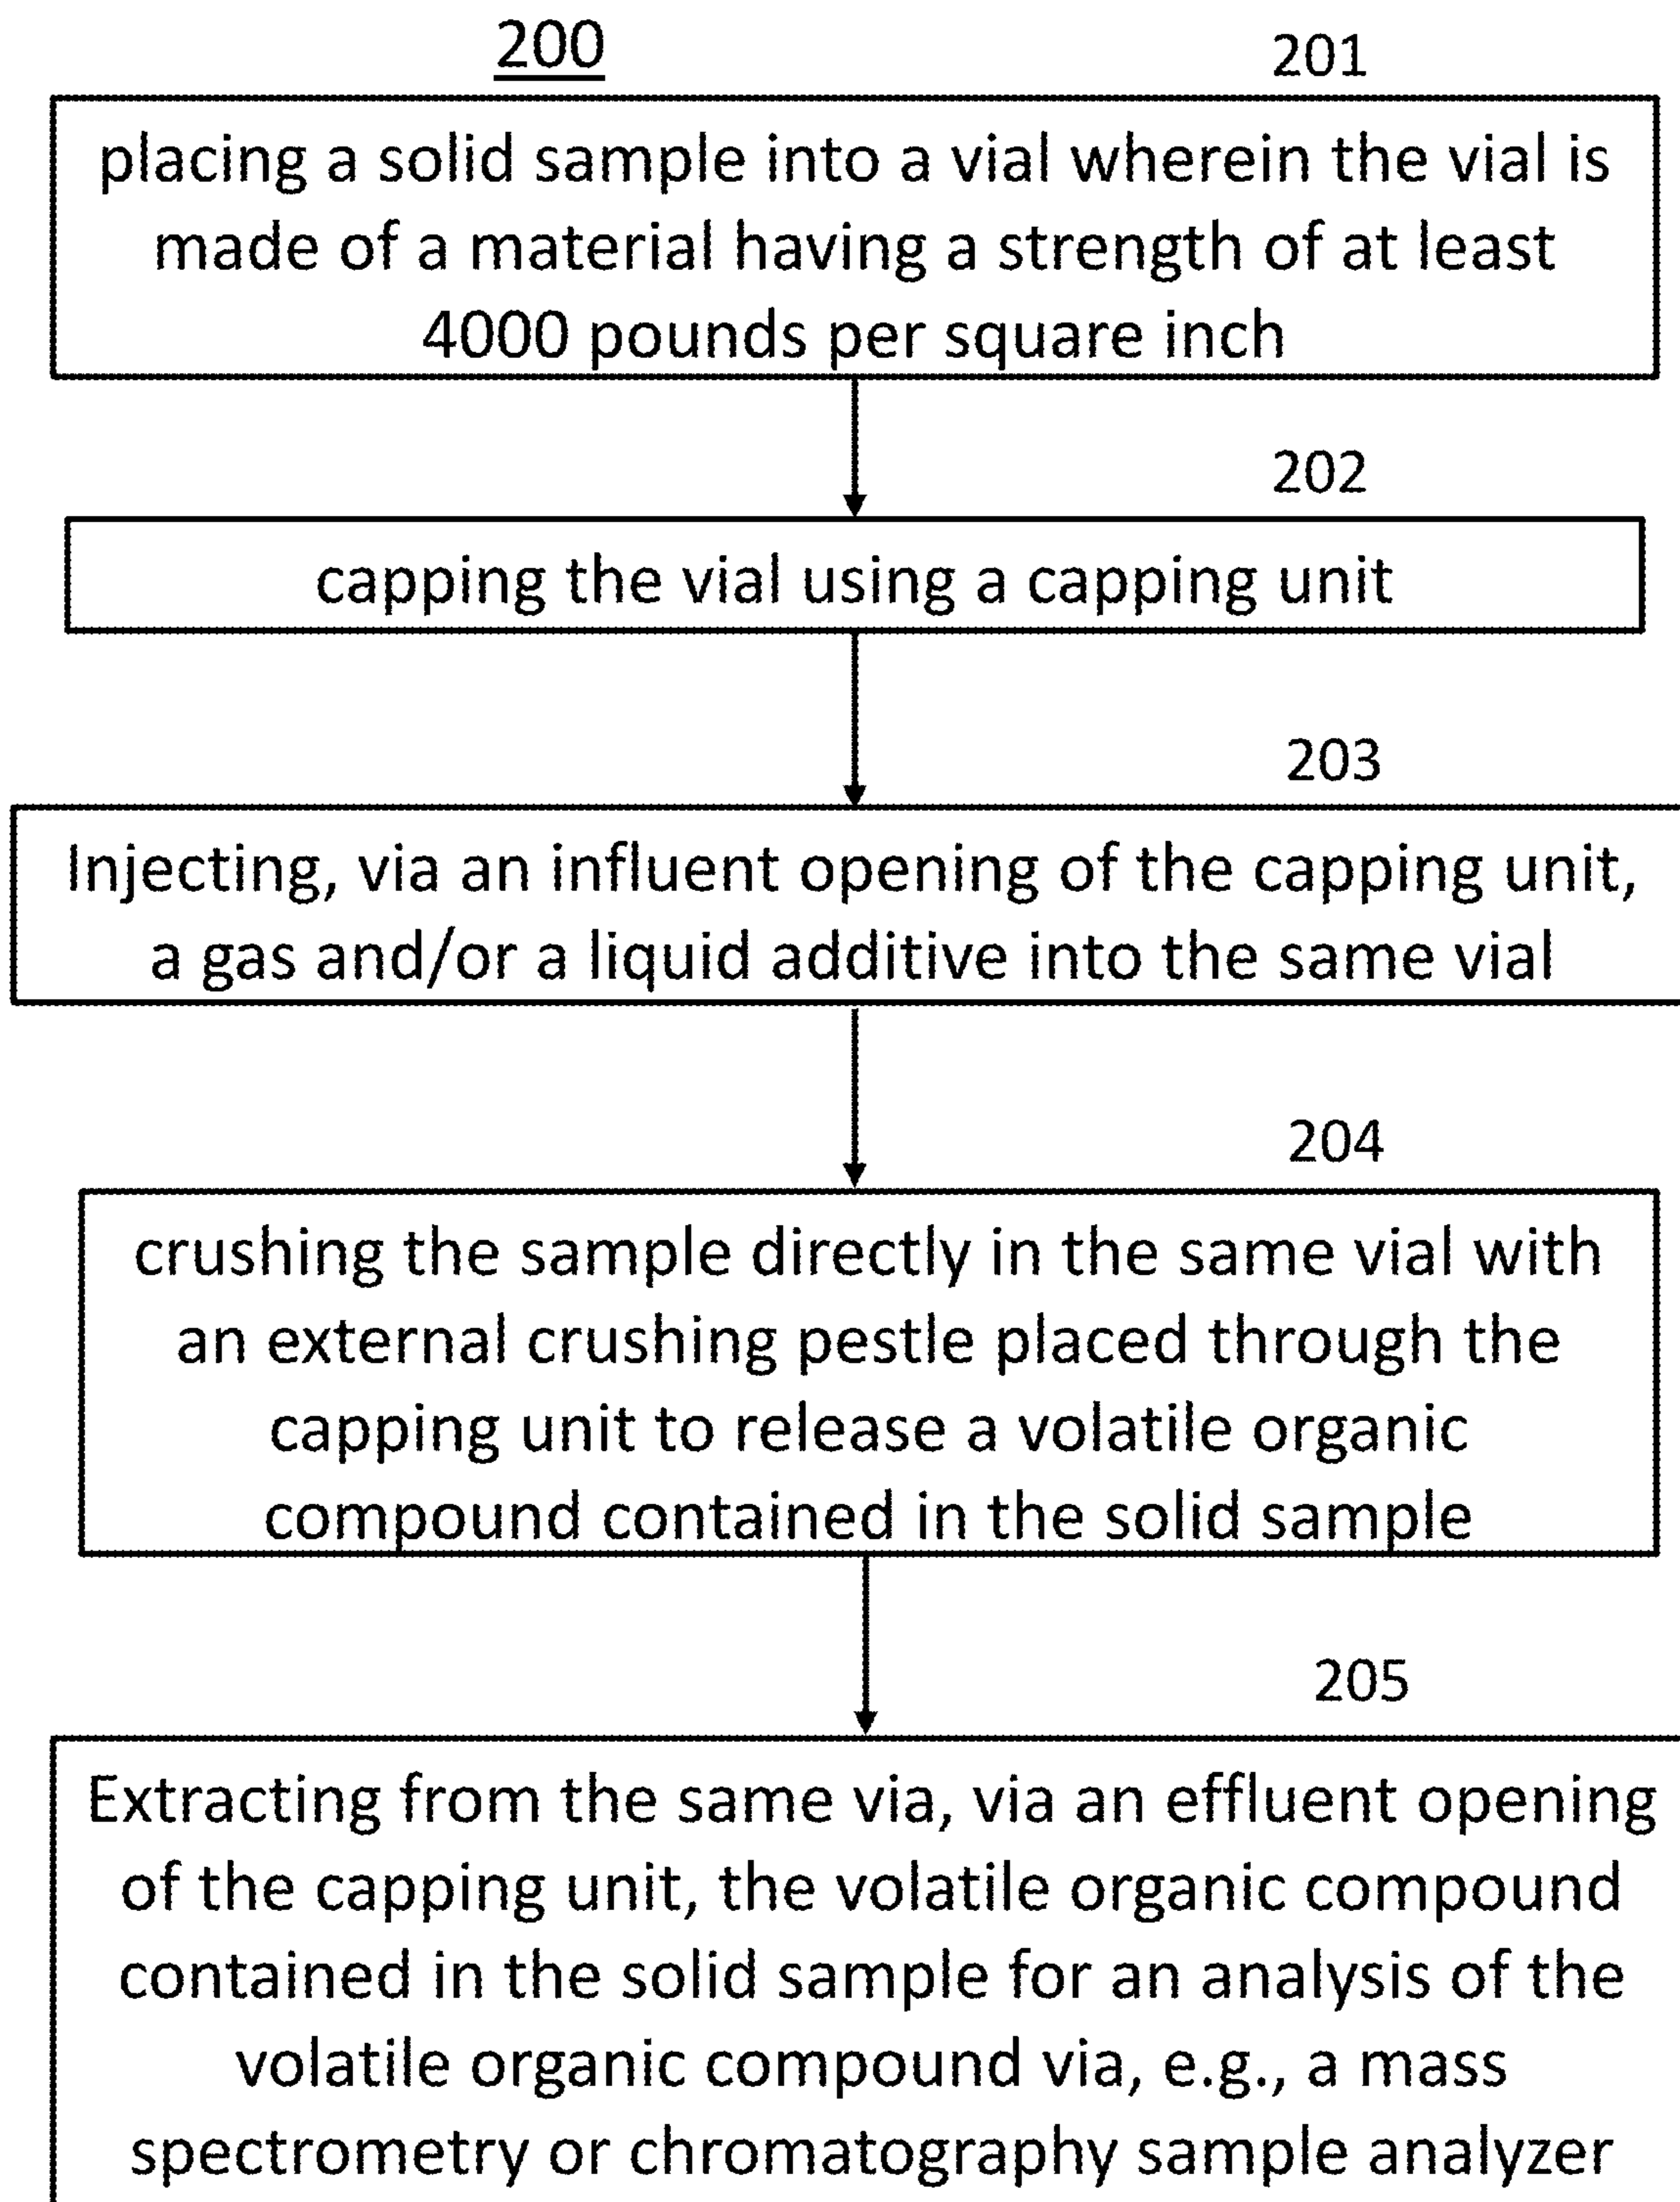 200
201
placing a solid sample into a vial wherein the vial is
made of a material having a strength of at least
4000 pounds per square inch
202
capping the vial using a capping unit
203
Injecting, via an influent opening of the capping unit,
a gas and/or a liquid additive into the same vial
204
crushing the sample directly in the same vial with
an external crushing pestle placed through the
capping unit to release a volatile organic
compound contained in the solid sample
205
Extracting from the same via, via an effluent opening
of the capping unit, the volatile organic compound
contained in the solid sample for an analysis of the
volatile organic compound via, e.g., a mass
spectrometry or chromatography sample analyzer